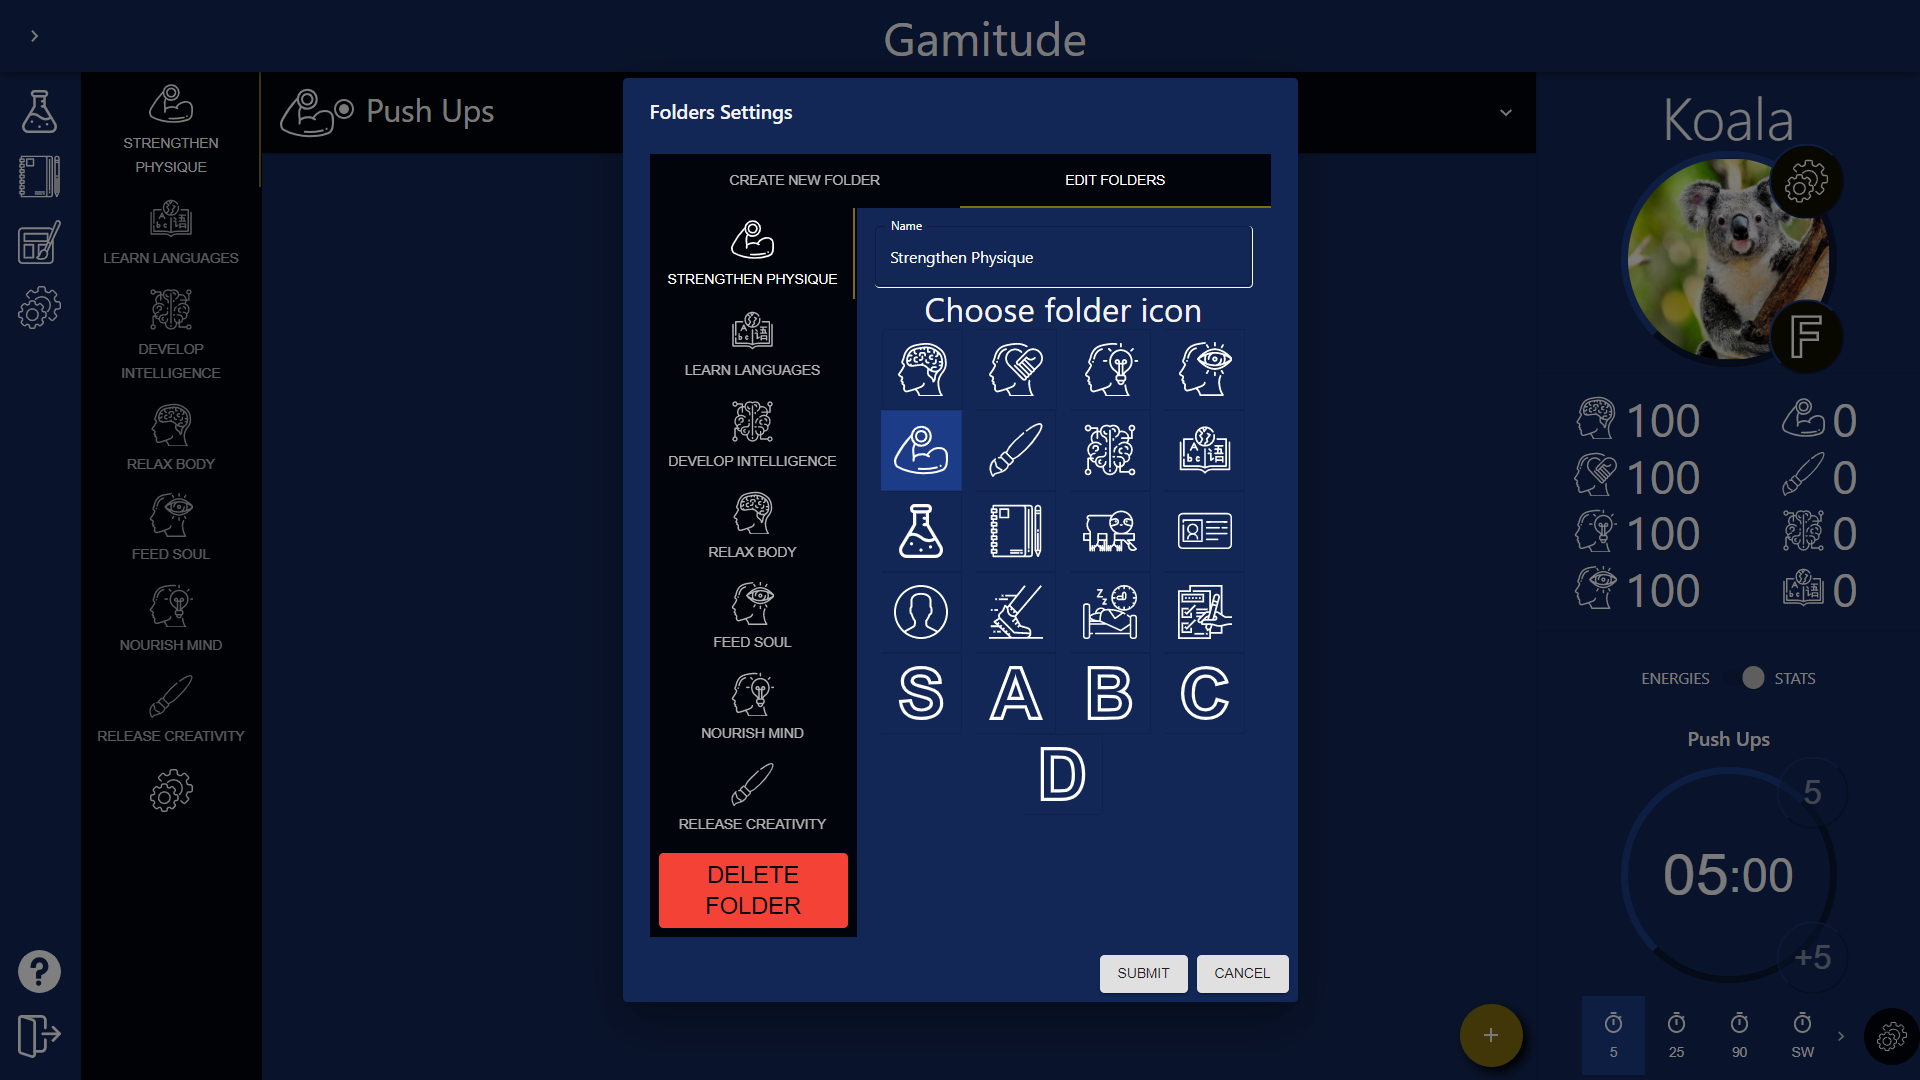 Gamitude
STRENGTHEN
PHYSIQUE
LEARN LANGUAGES
DEVELOP
INTELLIGENCE
RELAX BODY
FEED SOUL
NOURISH MIND
RELEASE CREATIVITY
Push Ups
Folders Settings
CREATE NEW FOLDER
EDIT FOLDERS
STRENGTHEN PHYSIQUE
LEARN LANGUAGES
DEVELOP INTELLIGENCE
RELAX BODY
FEED SOUL
NOURISH MIND
RELEASE CREATIVITY
DELETE
FOLDER
Name
Strengthen Physique
Choose folder icon
S A B C
D
SUBMIT
CANCEL
Koala
F
100 0
100 0
100 0
100 0
ENERGIES STATS
Push Ups
5
05:00
+5
5 25 90 SW
+